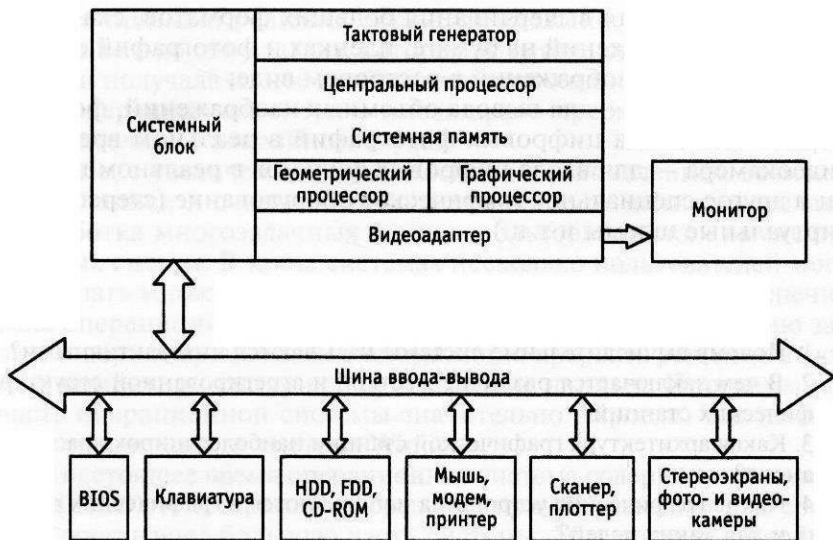 Тактовый генератор
Центральный процессор
Системный
блок
Системная память
Геометрический
процессор
Графический
процессор
Видеоадаптер
Монитор
Шина ввода-вывода
BIOS
Клавиатура
HDD, FDD,
CD-ROM
Мышь,
модем,
принтер
Сканер,
плоттер
Стереоэкраны,
фото- и видео-
камеры